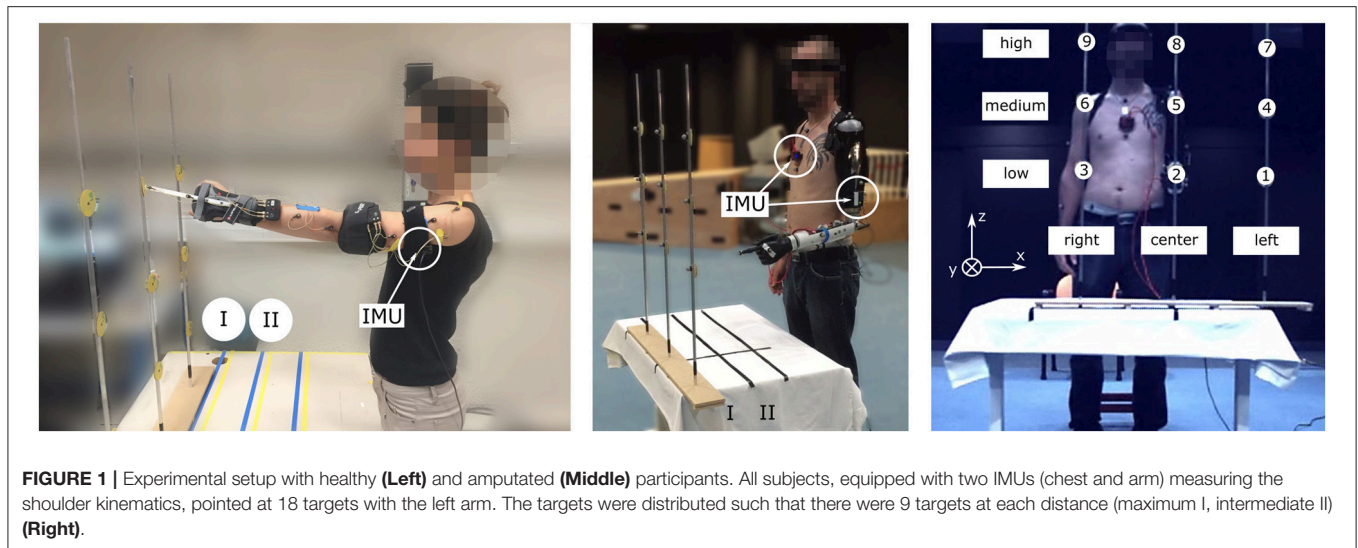 I II
IMU
IMU
I II
high
medium
low
9 8 7
6 5 4
3 2 1
right center left
z
y x
FIGURE 1 | Experimental setup with healthy (Left) and amputated (Middle) participants. All subjects, equipped with two IMUs (chest and arm) measuring the
shoulder kinematics, pointed at 18 targets with the left arm. The targets were distributed such that there were 9 targets at each distance (maximum I, intermediate II)
(Right).